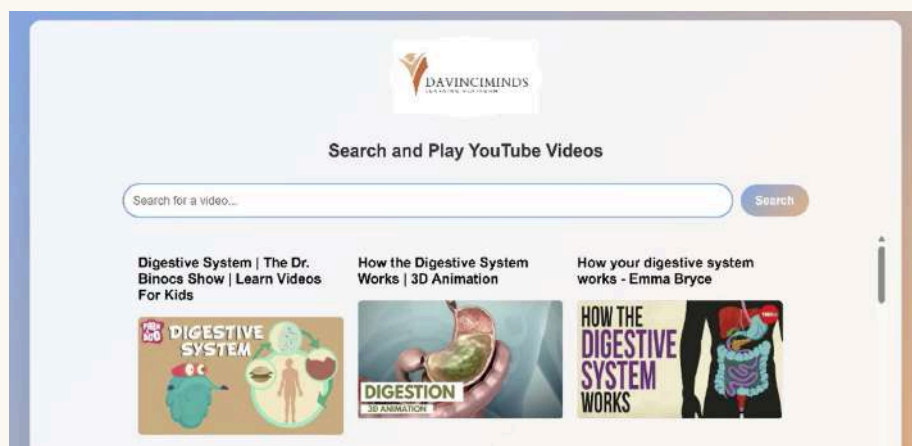 DAVINCIMINDS
Search and Play YouTube Videos
Search for a video...
Search
Digestive System | The Dr.
Binocs Show | Learn Videos
For Kids
How the Digestive System
Works | 3D Animation
How your digestive system
works - Emma Bryce
DIGESTIVE
SYSTEM
DIGESTION
3D ANIMATION
HOW THE
DIGESTIVE
SYSTEM
WORKS